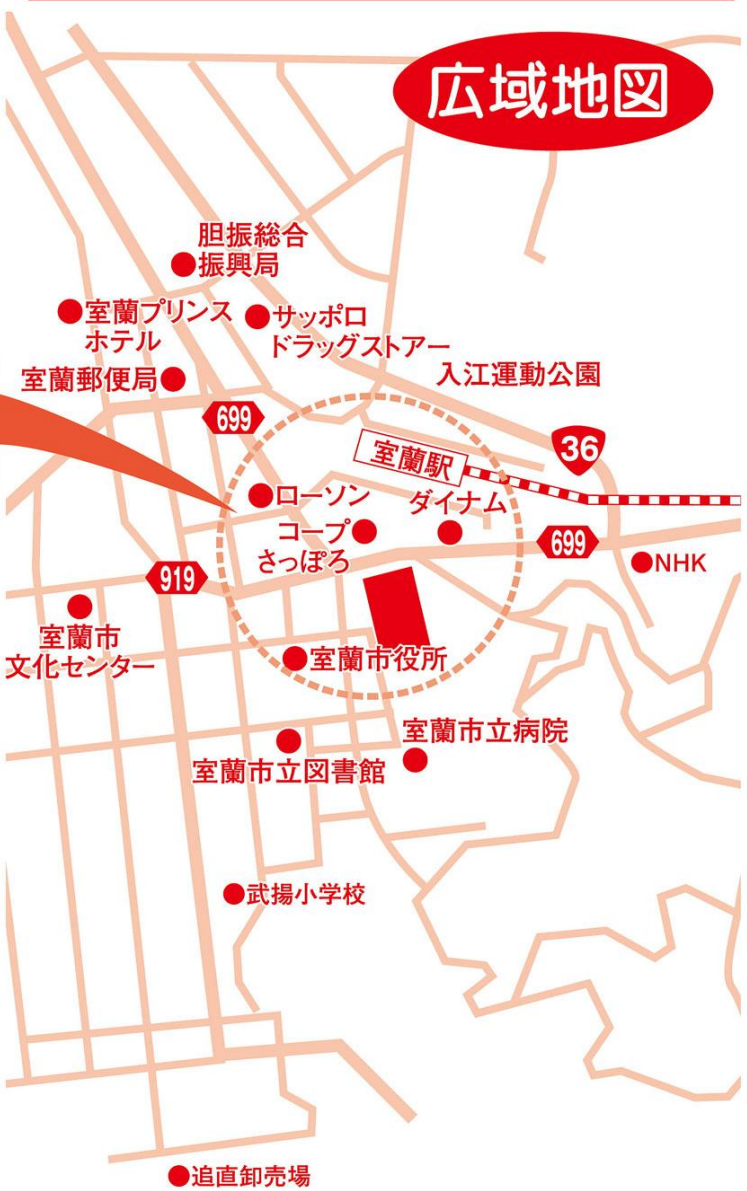 広域地図
胆振総合
振興局
室蘭プリンス
ホテル
サッポロ
ドラッグストアー
室蘭郵便局
入江運動公園
699
36
室蘭駅
ローソン
ダイナム
コープ
さっぽろ
699
NHK
919
室蘭市
文化センター
室蘭市役所
室蘭市立病院
室蘭市立図書館
武揚小学校
追直卸売場